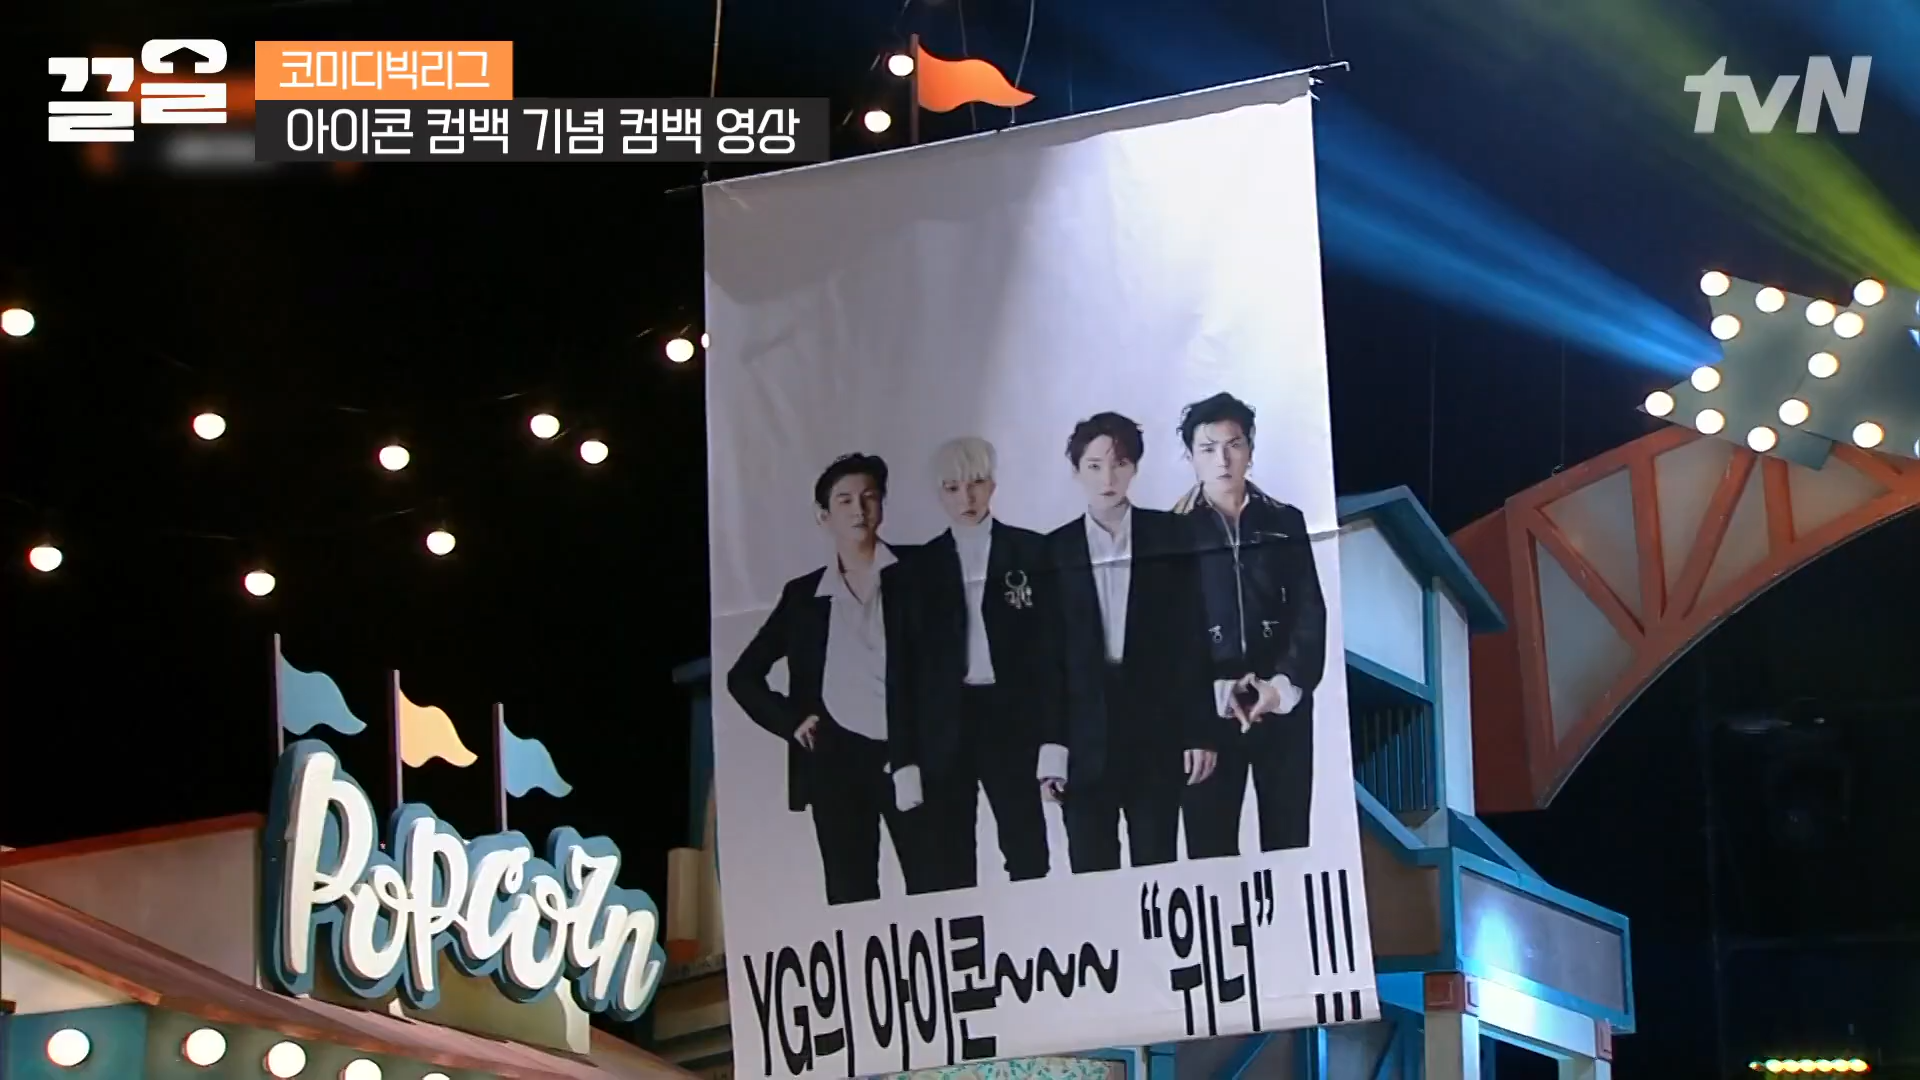 끌올
코미디빅리그
아이콘 컴백 기념 컴백 영상
tvN
Popcorn
YG의 아이콘~~~ “위너” !!!